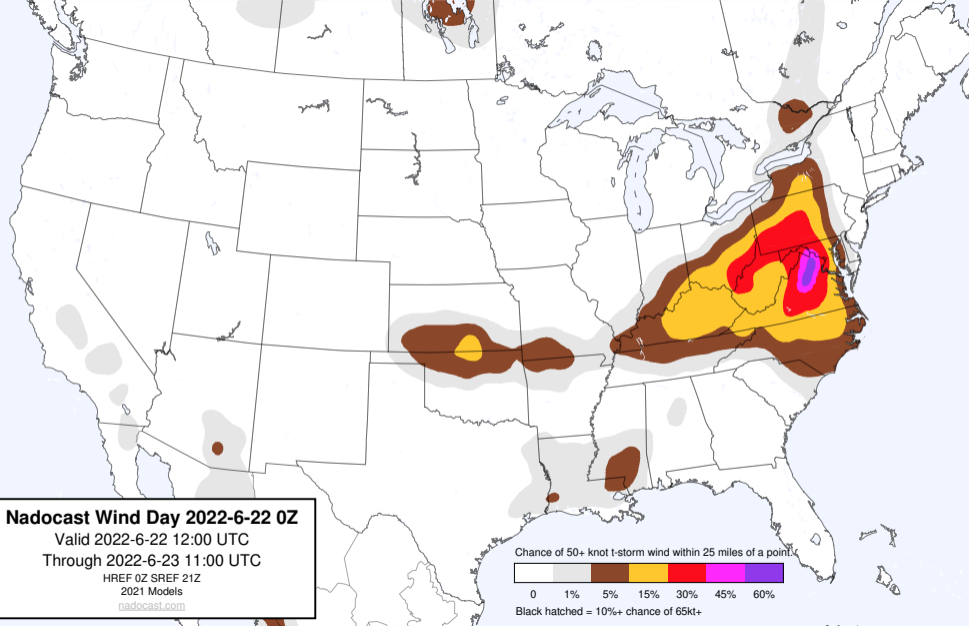 Nadocast Wind Day 2022-6-22 0Z
Valid 2022-6-22 12:00 UTC
Through 2022-6-23 11:00 UTC
HREF 0Z SREF 21Z
2021 Models
nadocast.com
Chance of 50+ knot t-storm wind within 25 miles of a point.
0 1% 5% 15% 30% 45% 60%
Black hatched = 10%+ chance of 65kt+